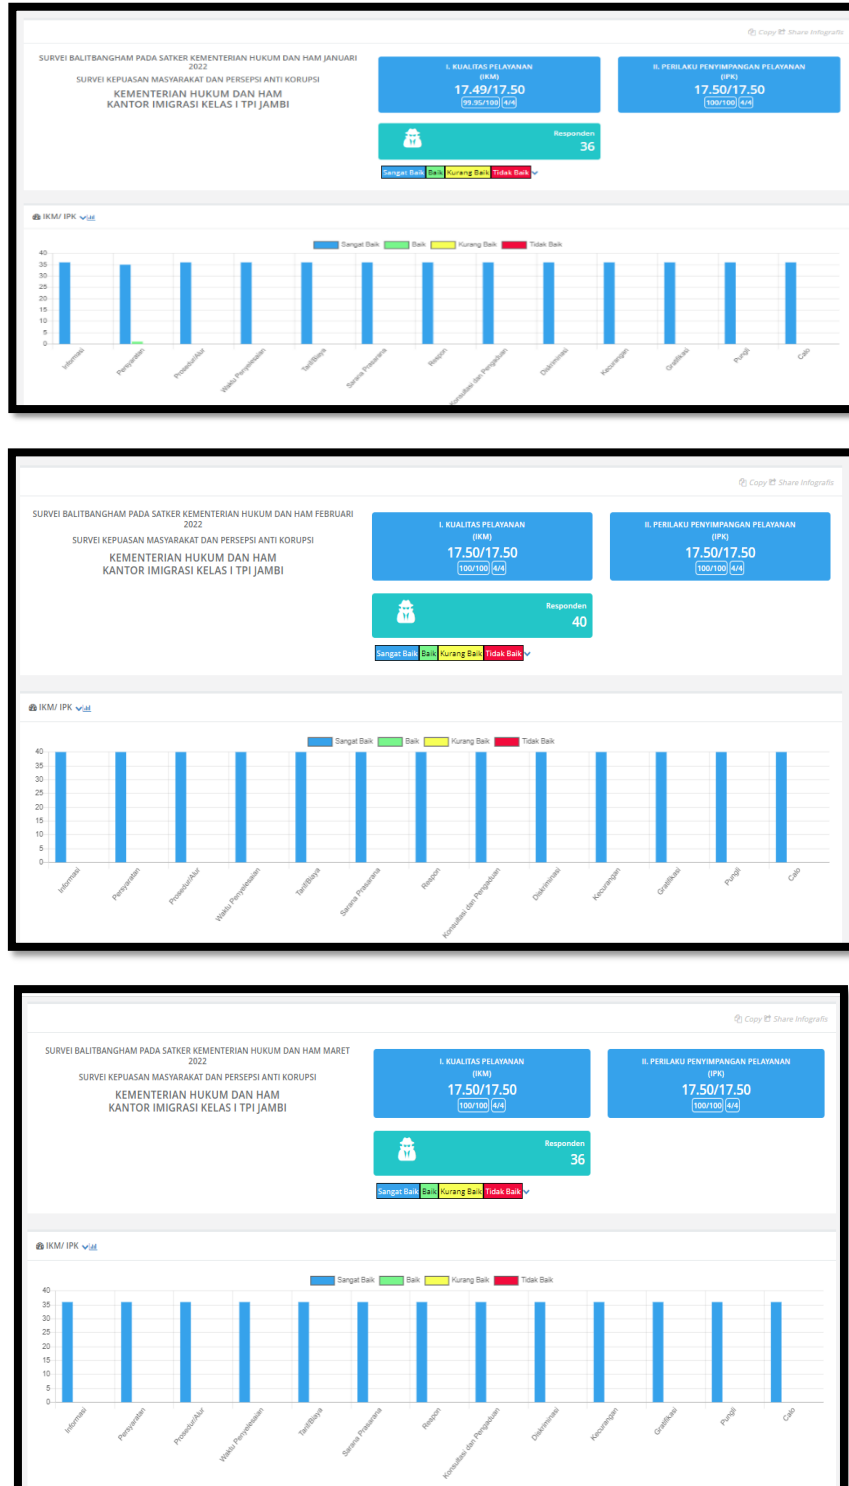 Copy Share Infografis
SURVEI BALITBANGHAM PADA SATKER KEMENTERIAN HUKUM DAN HAM JANUARI
2022
SURVEI KEPUASAN MASYARAKAT DAN PERSEPSI ANTI KORUPSI
KEMENTERIAN HUKUM DAN HAM
KANTOR IMIGRASI KELAS I TPI JAMBI
I. KUALITAS PELAYANAN
(IKM)
17.49/17.50
99.95/100 4/4
II. PERILAKU PENYIMPANGAN PELAYANAN
(IPK)
17.50/17.50
100/100 4/4
Responden
36
Sangat Baik Baik Kurang Baik Tidak Baik
IKM/ IPK
Sangat Baik Baik Kurang Baik Tidak Baik
40
35
30
25
20
15
10
5
0
Informasi
Persyaratan
Prosedur/Alur
Waktu Penyelesaian
Tarif/Biaya
Sarana Prasarana
Respon
Konsultasi dan Pengaduan
Diskriminasi
Kecurangan
Gratifikasi
Pungli
Calo
Copy Share Infografis
SURVEI BALITBANGHAM PADA SATKER KEMENTERIAN HUKUM DAN HAM FEBRUARI
2022
SURVEI KEPUASAN MASYARAKAT DAN PERSEPSI ANTI KORUPSI
KEMENTERIAN HUKUM DAN HAM
KANTOR IMIGRASI KELAS I TPI JAMBI
I. KUALITAS PELAYANAN
(IKM)
17.50/17.50
100/100 4/4
II. PERILAKU PENYIMPANGAN PELAYANAN
(IPK)
17.50/17.50
100/100 4/4
Responden
40
Sangat Baik Baik Kurang Baik Tidak Baik
IKM/ IPK
Sangat Baik Baik Kurang Baik Tidak Baik
40
35
30
25
20
15
10
5
0
Informasi
Persyaratan
Prosedur/Alur
Waktu Penyelesaian
Tarif/Biaya
Sarana Prasarana
Respon
Konsultasi dan Pengaduan
Diskriminasi
Kecurangan
Gratifikasi
Pungli
Calo
Copy Share Infografis
SURVEI BALITBANGHAM PADA SATKER KEMENTERIAN HUKUM DAN HAM MARET
2022
SURVEI KEPUASAN MASYARAKAT DAN PERSEPSI ANTI KORUPSI
KEMENTERIAN HUKUM DAN HAM
KANTOR IMIGRASI KELAS I TPI JAMBI
I. KUALITAS PELAYANAN
(IKM)
17.50/17.50
100/100 4/4
II. PERILAKU PENYIMPANGAN PELAYANAN
(IPK)
17.50/17.50
100/100 4/4
Responden
36
Sangat Baik Baik Kurang Baik Tidak Baik
IKM/ IPK
Sangat Baik Baik Kurang Baik Tidak Baik
40
35
30
25
20
15
10
5
0
Informasi
Persyaratan
Prosedur/Alur
Waktu Penyelesaian
Tarif/Biaya
Sarana Prasarana
Respon
Konsultasi dan Pengaduan
Diskriminasi
Kecurangan
Gratifikasi
Pungli
Calo